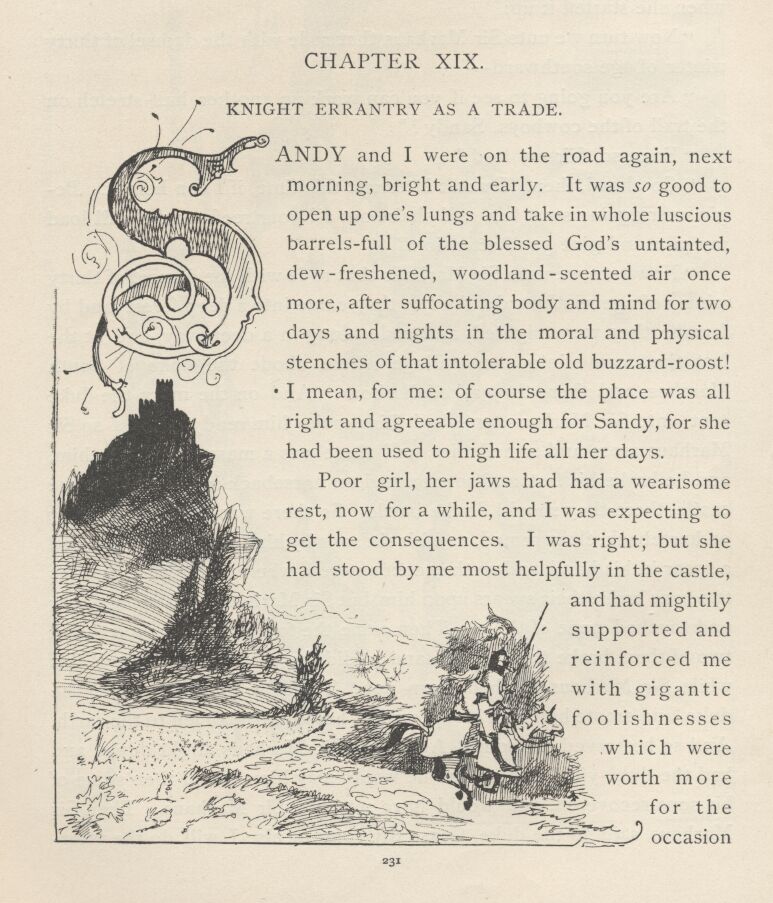 CHAPTER XIX.
KNIGHT ERRANTRY AS A TRADE.
SANDY and I were on the road again, next
morning, bright and early. It was so good to
open up one's lungs and take in whole luscious
barrels-full of the blessed God's untainted,
dew-freshened, woodland-scented air once
more, after suffocating body and mind for two
days and nights in the moral and physical
stenches of that intolerable old buzzard-roost!
I mean, for me: of course the place was all
right and agreeable enough for Sandy, for she
had been used to high life all her days.
Poor girl, her jaws had had a wearisome
rest, now for a while, and I was expecting to
get the consequences. I was right; but she
had stood by me most helpfully in the castle,
and had mightily
supported and
reinforced me
with gigantic
foolishnesses
which were
worth more
for the
occasion
231